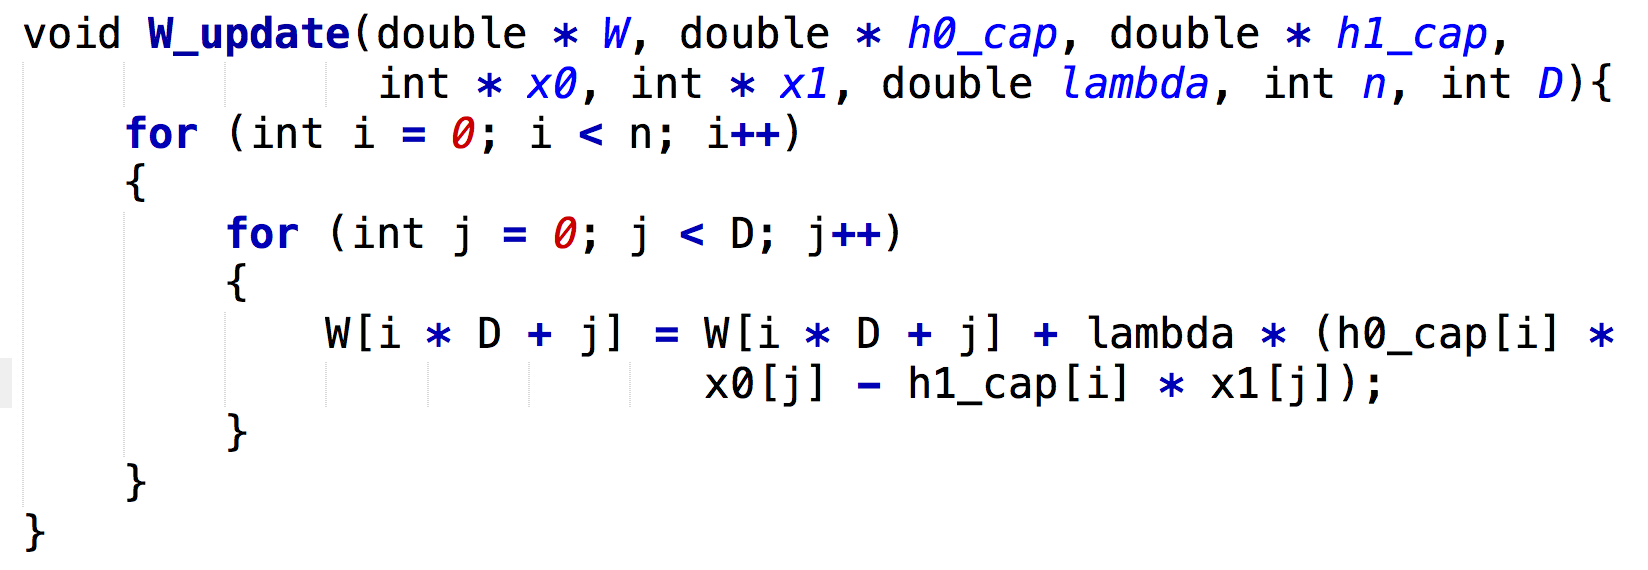 void W_update(double * W, double * h0_cap, double * h1_cap,
              int * x0, int * x1, double lambda, int n, int D){
    for (int i = 0; i < n; i++)
    {
        for (int j = 0; j < D; j++)
        {
            W[i * D + j] = W[i * D + j] + lambda * (h0_cap[i] *
                           x0[j] - h1_cap[i] * x1[j]);
        }
    }
}